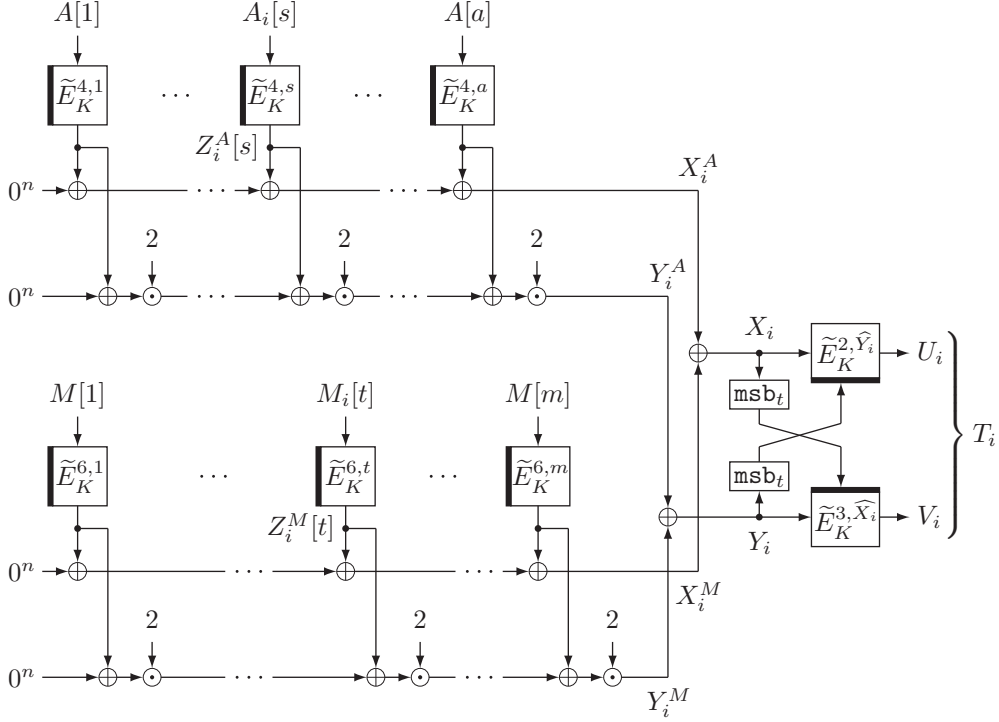 A[1] A_i[s] A[a]
Ẽ_K^{4,1} ··· Ẽ_K^{4,s} ··· Ẽ_K^{4,a}
Z_i^A[s] X_i^A
0^n ··· ···
2 2 2
Y_i^A
0^n ··· ···
X_i Ẽ_K^{2,Ŷ_i} U_i
M[1] M_i[t] M[m] msb_t
T_i
Ẽ_K^{6,1} ··· Ẽ_K^{6,t} ··· Ẽ_K^{6,m} msb_t
Z_i^M[t] Y_i Ẽ_K^{3,X̂_i} V_i
0^n ··· ··· X_i^M
2 2 2
0^n ··· ··· Y_i^M